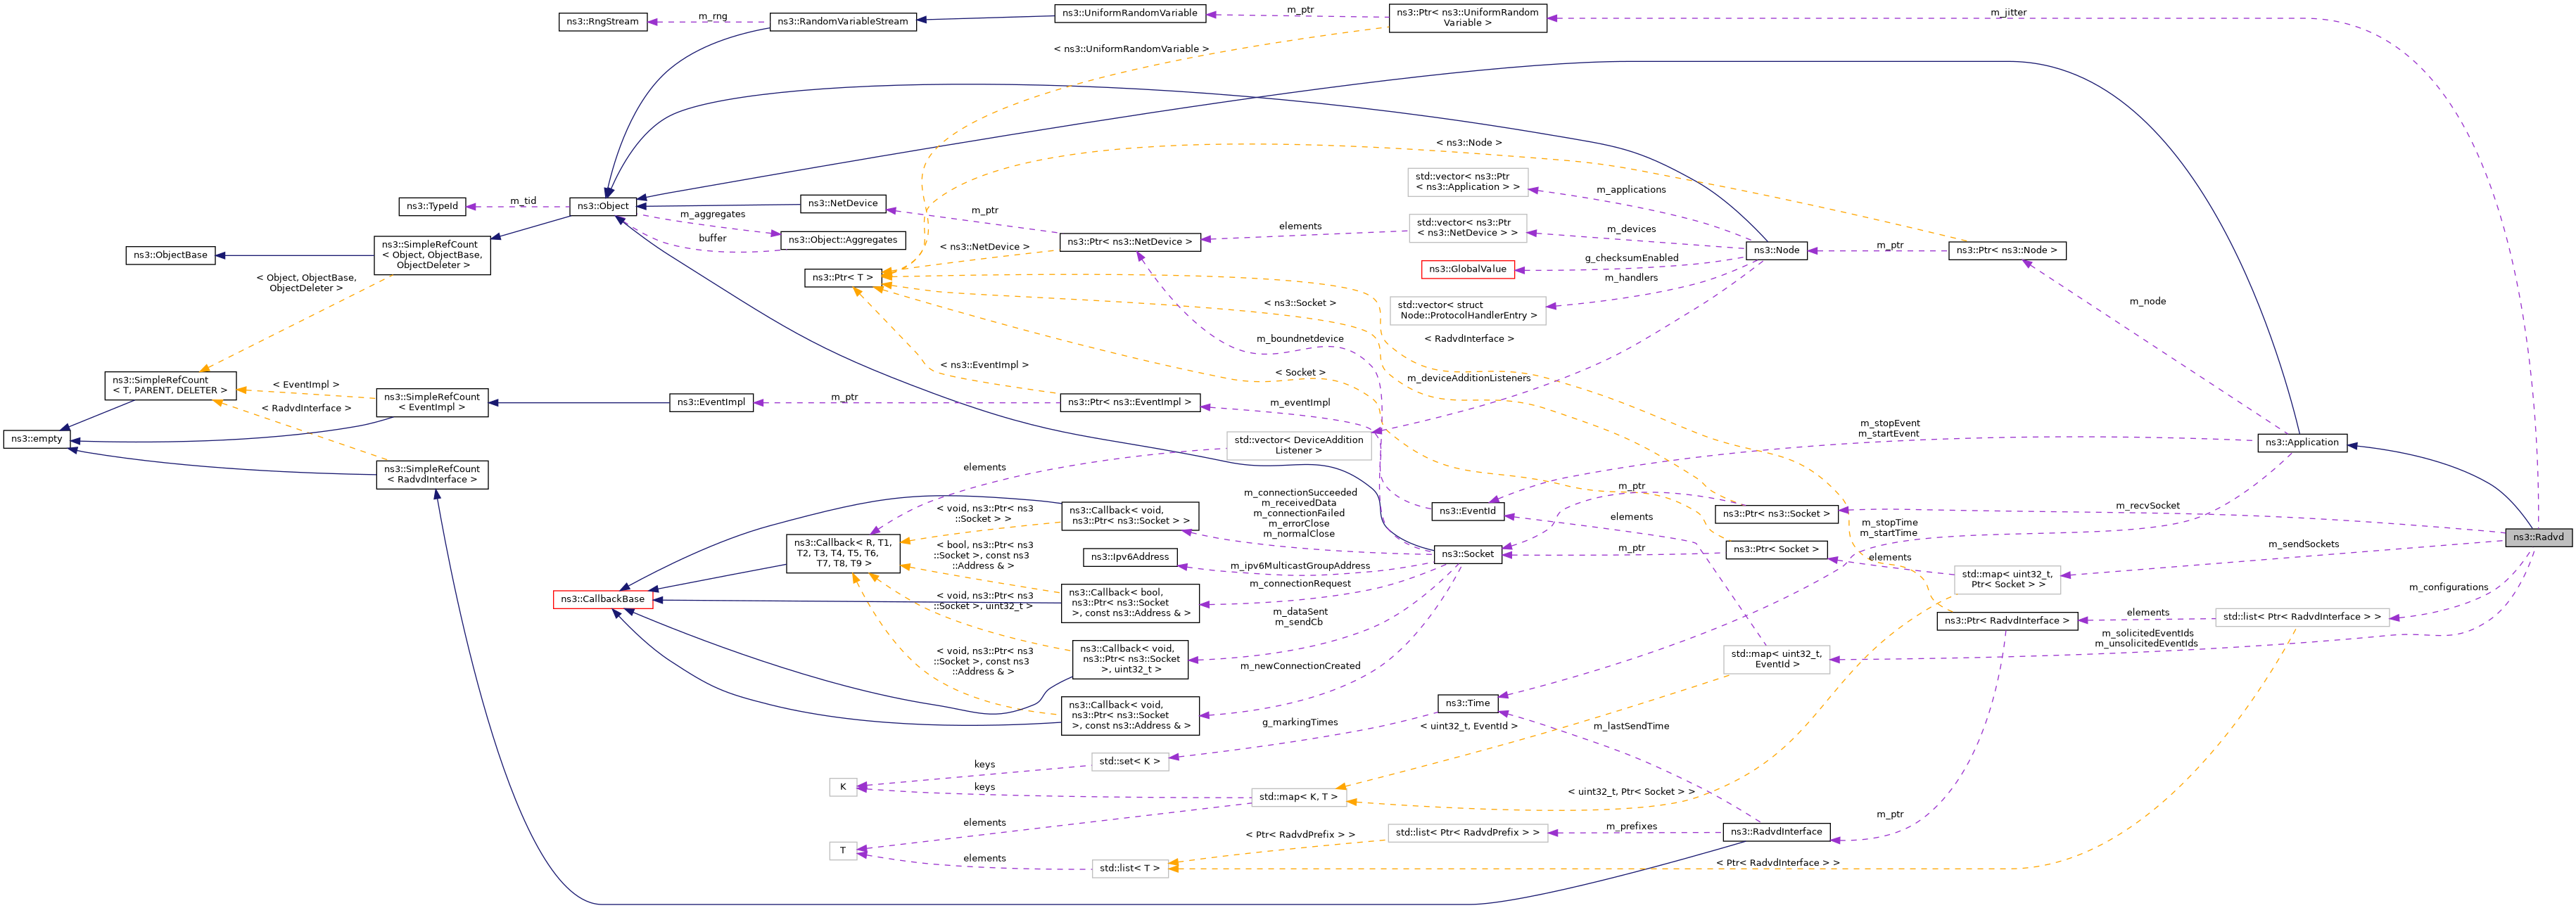 ns3::RngStream
m_rng
ns3::RandomVariableStream
ns3::UniformRandomVariable
m_ptr
ns3::Ptr< ns3::UniformRandom
Variable >
m_jitter
< ns3::UniformRandomVariable >
< ns3::Node >
std::vector< ns3::Ptr
< ns3::Application > >
m_applications
ns3::TypeId
m_tid
ns3::Object
m_aggregates
buffer
ns3::NetDevice
ns3::Object::Aggregates
m_ptr
ns3::Ptr< ns3::NetDevice >
< ns3::NetDevice >
elements
std::vector< ns3::Ptr
< ns3::NetDevice > >
m_devices
ns3::Node
m_ptr
ns3::Ptr< ns3::Node >
ns3::ObjectBase
ns3::SimpleRefCount
< Object, ObjectBase,
ObjectDeleter >
< Object, ObjectBase,
ObjectDeleter >
ns3::Ptr< T >
ns3::GlobalValue
g_checksumEnabled
m_handlers
std::vector< struct
Node::ProtocolHandlerEntry >
m_node
< ns3::Socket >
m_boundnetdevice
< RadvdInterface >
< ns3::EventImpl >
< Socket >
m_deviceAdditionListeners
ns3::SimpleRefCount
< T, PARENT, DELETER >
< EventImpl >
< RadvdInterface >
ns3::SimpleRefCount
< EventImpl >
ns3::EventImpl
m_ptr
ns3::Ptr< ns3::EventImpl >
m_eventImpl
ns3::empty
ns3::SimpleRefCount
< RadvdInterface >
std::vector< DeviceAddition
Listener >
elements
m_stopEvent
m_startEvent
ns3::Application
m_connectionSucceeded
m_receivedData
m_connectionFailed
m_errorClose
m_normalClose
m_ptr
ns3::EventId
elements
ns3::Ptr< ns3::Socket >
m_recvSocket
m_stopTime
m_startTime
ns3::Radvd
ns3::Callback< void,
ns3::Ptr< ns3::Socket > >
< void, ns3::Ptr< ns3
::Socket > >
ns3::Callback< R, T1,
T2, T3, T4, T5, T6,
T7, T8, T9 >
< bool, ns3::Ptr< ns3
::Socket >, const ns3
::Address & >
ns3::Ipv6Address
m_ipv6MulticastGroupAddress
ns3::Socket
m_ptr
ns3::Ptr< Socket >
elements
m_sendSockets
std::map< uint32_t,
Ptr< Socket > >
m_configurations
ns3::CallbackBase
< void, ns3::Ptr< ns3
::Socket >, uint32_t >
ns3::Callback< bool,
ns3::Ptr< ns3::Socket
>, const ns3::Address & >
m_connectionRequest
m_dataSent
m_sendCb
ns3::Ptr< RadvdInterface >
elements
std::list< Ptr< RadvdInterface > >
m_solicitedEventIds
m_unsolicitedEventIds
ns3::Callback< void,
ns3::Ptr< ns3::Socket
>, uint32_t >
< void, ns3::Ptr< ns3
::Socket >, const ns3
::Address & >
m_newConnectionCreated
std::map< uint32_t,
EventId >
ns3::Callback< void,
ns3::Ptr< ns3::Socket
>, const ns3::Address & >
ns3::Time
g_markingTimes
< uint32_t, EventId >
m_lastSendTime
std::set< K >
keys
K
keys
std::map< K, T >
< uint32_t, Ptr< Socket > >
m_ptr
elements
T
elements
std::list< T >
< Ptr< RadvdPrefix > >
std::list< Ptr< RadvdPrefix > >
m_prefixes
ns3::RadvdInterface
< Ptr< RadvdInterface > >